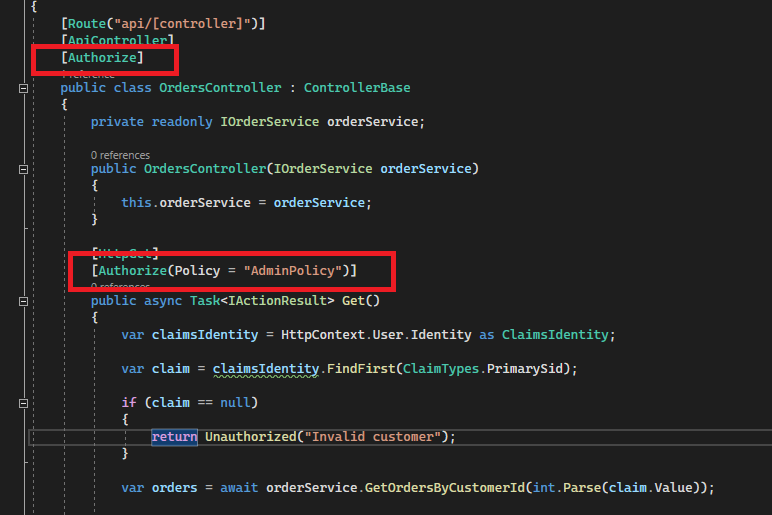 {
[Route("api/[controller]")]
[ApiController]
[Authorize]
1 reference
public class OrdersController : ControllerBase
{
private readonly IOrderService orderService;
0 references
public OrdersController(IOrderService orderService)
{
this.orderService = orderService;
}
[HttpGet]
[Authorize(Policy = "AdminPolicy")]
0 references
public async Task<IActionResult> Get()
{
var claimsIdentity = HttpContext.User.Identity as ClaimsIdentity;
var claim = claimsIdentity.FindFirst(ClaimTypes.PrimarySid);
if (claim == null)
{
return Unauthorized("Invalid customer");
}
var orders = await orderService.GetOrdersByCustomerId(int.Parse(claim.Value));